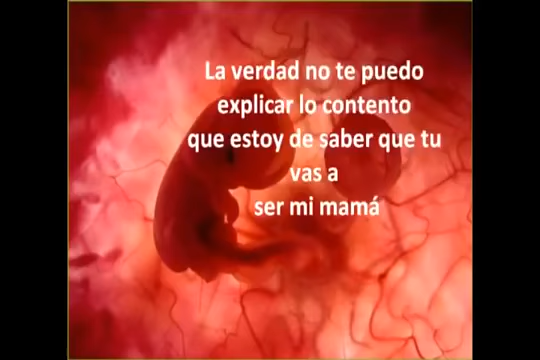 La verdad no te puedo
explicar lo contento
que estoy de saber que tu
vas a
ser mi mamá